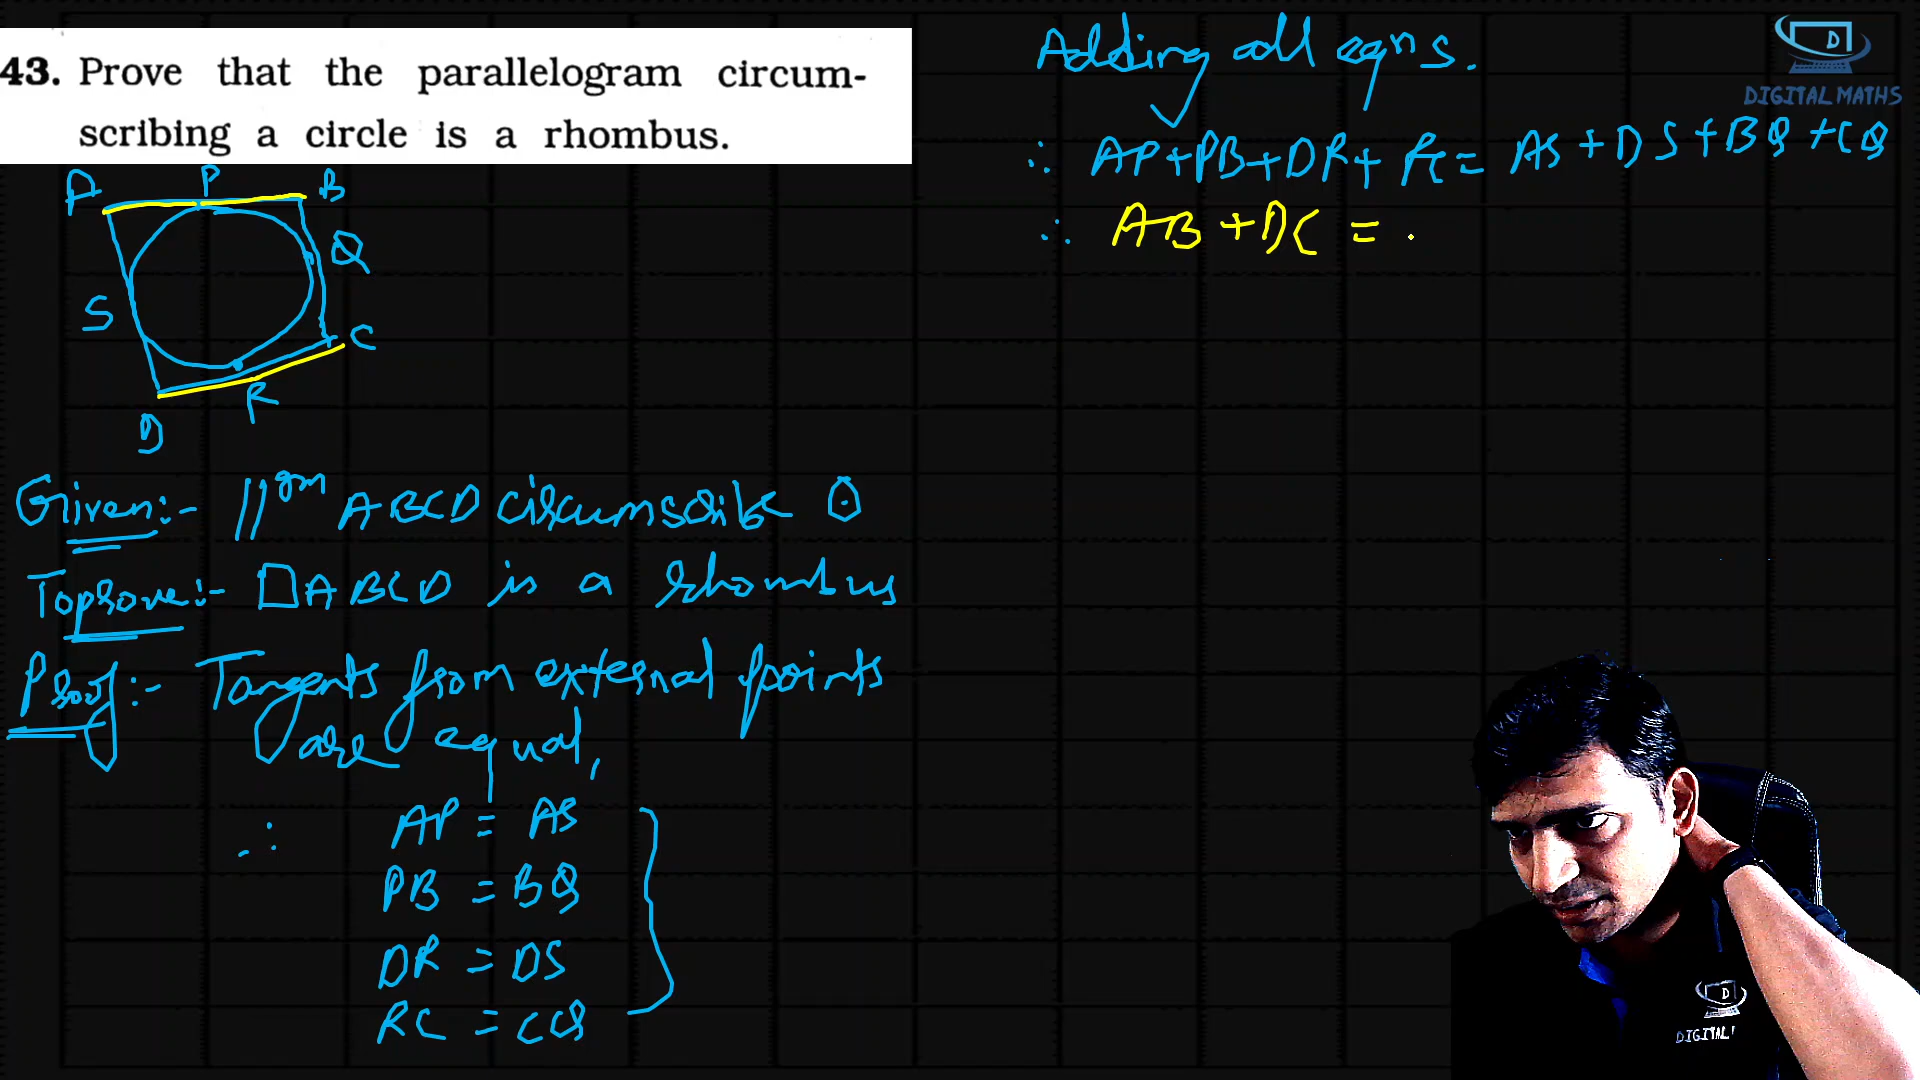 43. Prove that the parallelogram circum-
scribing a circle is a rhombus.
A P B
Q
S
C
R
D
Given:- ||gm ABCD circumscribe ⊙
To prove:- □ABCD is a rhombus
Proof:- Tangents from external points
are equal,
∴ AP = AS
PB = BQ
DR = DS
RC = CQ
Adding all eqns.
∴ AP+PB+DR+RC= AS+DS+BQ+CQ
∴ AB+DC =
D
DIGITAL MATHS
D
DIGITAL